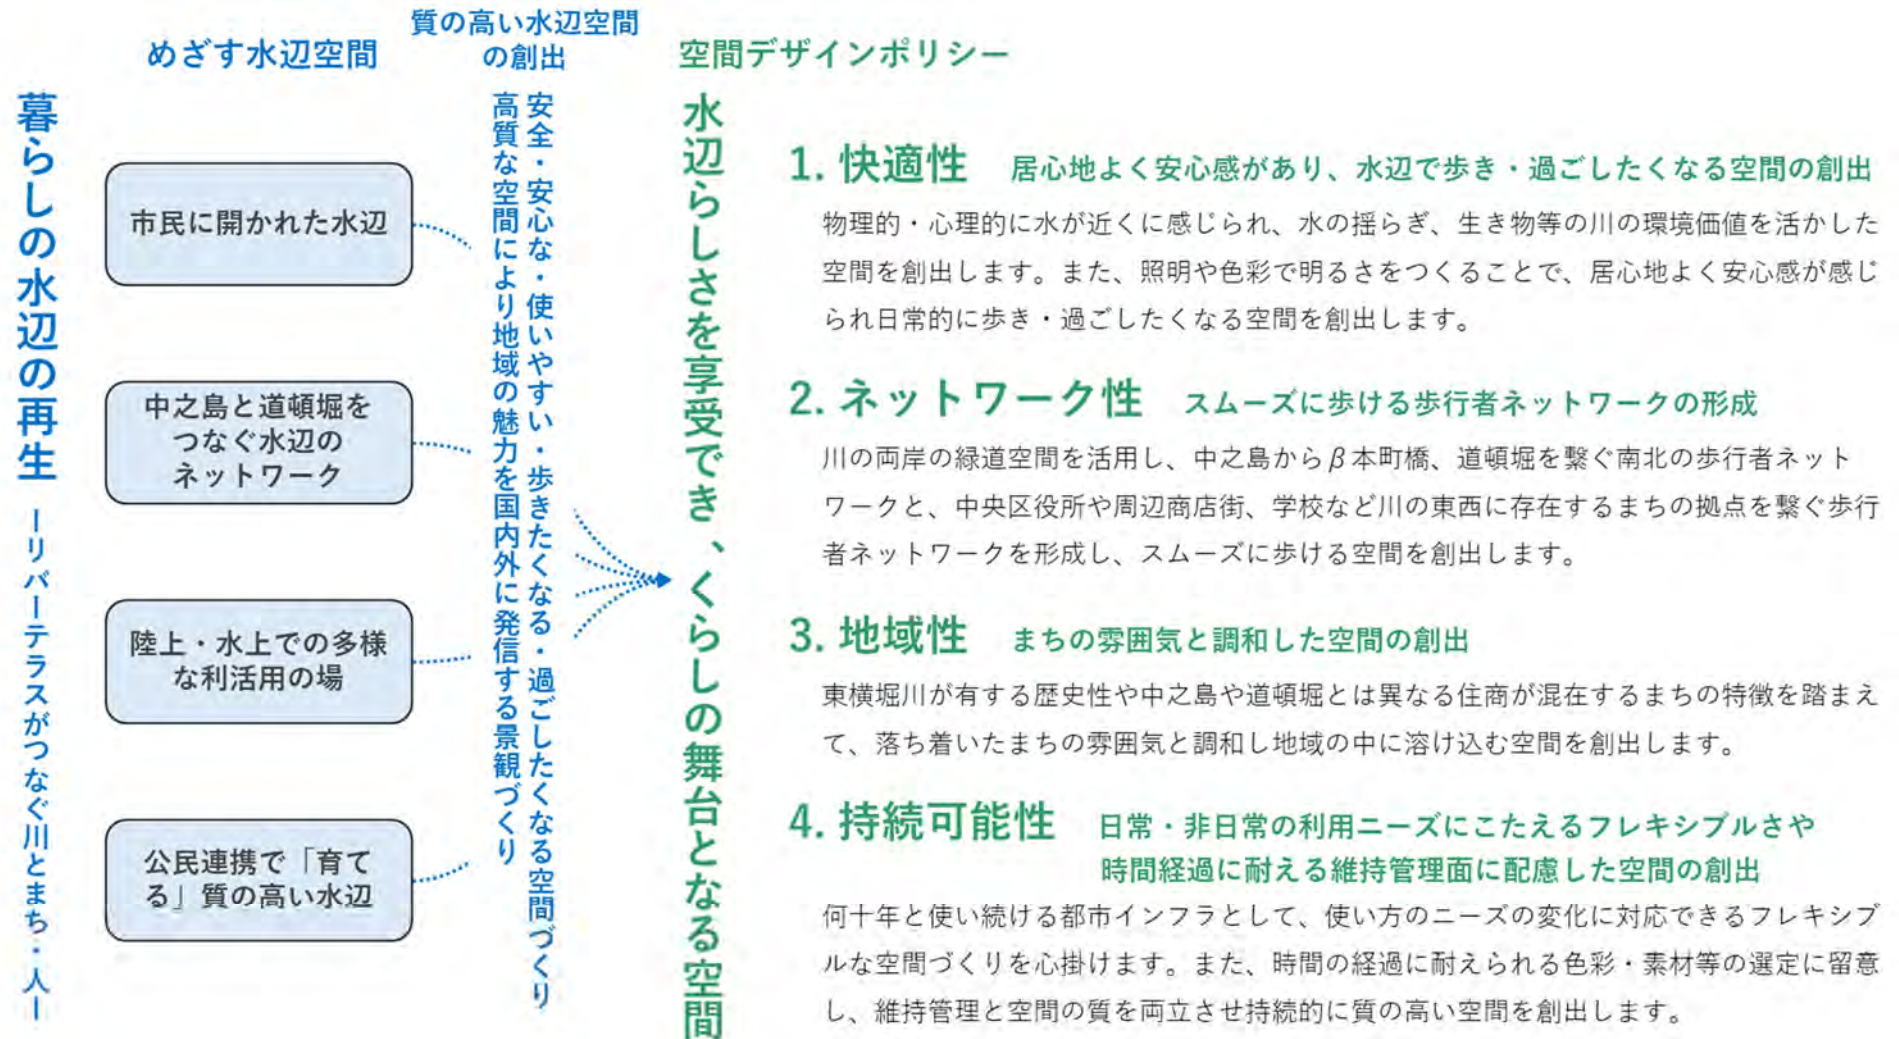 めざす水辺空間
質の高い水辺空間
の創出
空間デザインポリシー
暮らしの水辺の再生 ーリバーテラスがつなぐ川とまち・人ー
市民に開かれた水辺
中之島と道頓堀を
つなぐ水辺の
ネットワーク
陸上・水上での多様
な利活用の場
公民連携で「育て
る」質の高い水辺
安全・安心な・使いやすい・歩きたくなる・過ごしたくなる空間づくり
高質な空間により地域の魅力を国内外に発信する景観づくり
水辺らしさを享受でき、くらしの舞台となる空間
1. 快適性 居心地よく安心感があり、水辺で歩き・過ごしたくなる空間の創出
物理的・心理的に水が近くに感じられ、水の揺らぎ、生き物等の川の環境価値を活かした
空間を創出します。また、照明や色彩で明るさをつくることで、居心地よく安心感が感じ
られ日常的に歩き・過ごしたくなる空間を創出します。
2. ネットワーク性 スムーズに歩ける歩行者ネットワークの形成
川の両岸の緑道空間を活用し、中之島からβ本町橋、道頓堀を繋ぐ南北の歩行者ネット
ワークと、中央区役所や周辺商店街、学校など川の東西に存在するまちの拠点を繋ぐ歩行
者ネットワークを形成し、スムーズに歩ける空間を創出します。
3. 地域性 まちの雰囲気と調和した空間の創出
東横堀川が有する歴史性や中之島や道頓堀とは異なる住商が混在するまちの特徴を踏まえ
て、落ち着いたまちの雰囲気と調和し地域の中に溶け込む空間を創出します。
4. 持続可能性 日常・非日常の利用ニーズにこたえるフレキシブルさや
時間経過に耐える維持管理面に配慮した空間の創出
何十年と使い続ける都市インフラとして、使い方のニーズの変化に対応できるフレキシブ
ルな空間づくりを心掛けます。また、時間の経過に耐えられる色彩・素材等の選定に留意
し、維持管理と空間の質を両立させ持続的に質の高い空間を創出します。